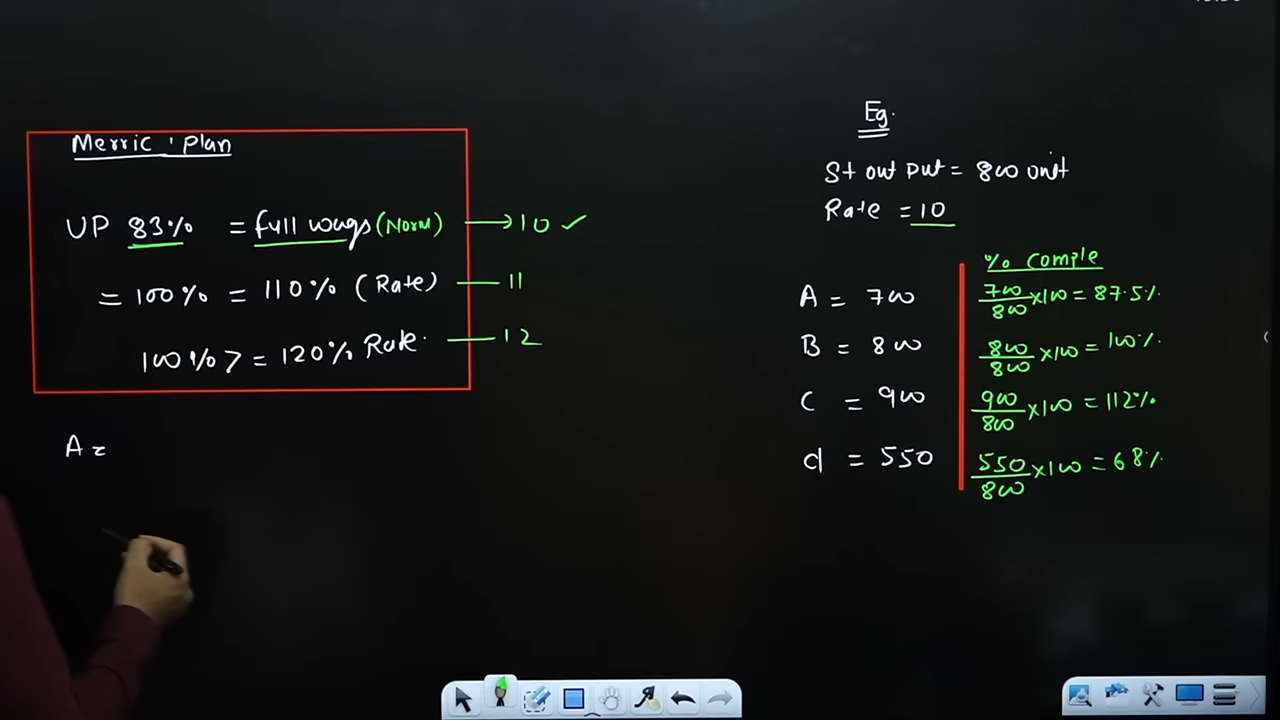 Merric plan
UP 83% = full wags (Norm) → 10 ✓
= 100% = 110% (Rate) — 11
100%> = 120% Rate. — 12
A =
Eg.
St out put = 800 unit
Rate = 10
% comple
A = 700
700/800 ×100 = 87.5%
B = 800
800/800 ×100 = 100%
C = 900
900/800 ×100 = 112%
d = 550
550/800 ×100 = 68%